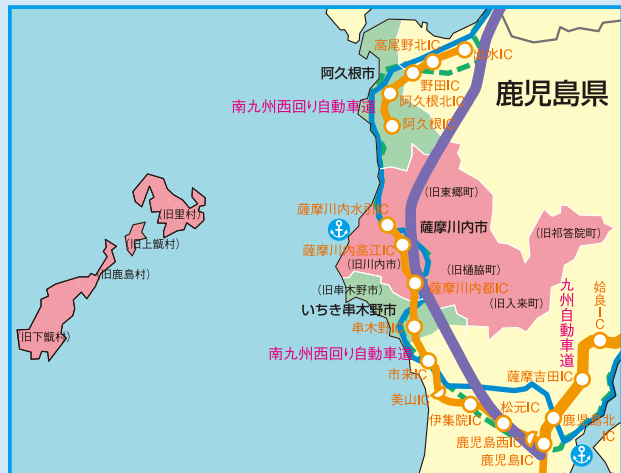 高尾野北IC
出水IC
阿久根市
野田IC
鹿児島県
南九州西回り自動車道
阿久根北IC
阿久根IC
(旧東郷町)
(旧里村)
薩摩川内水引IC
薩摩川内市
(旧祁答院町)
(旧上甑村)
薩摩川内高江IC
(旧川内市)
(旧樋脇町)
(旧鹿島村)
(旧串木野市)
薩摩川内都IC
(旧入来町)
九州自動車道
姶良IC
いちき串木野市
串木野IC
(旧下甑村)
南九州西回り自動車道
市来IC
薩摩吉田IC
美山IC
松元IC
伊集院IC
鹿児島北
IC
鹿児島西IC
鹿児島IC